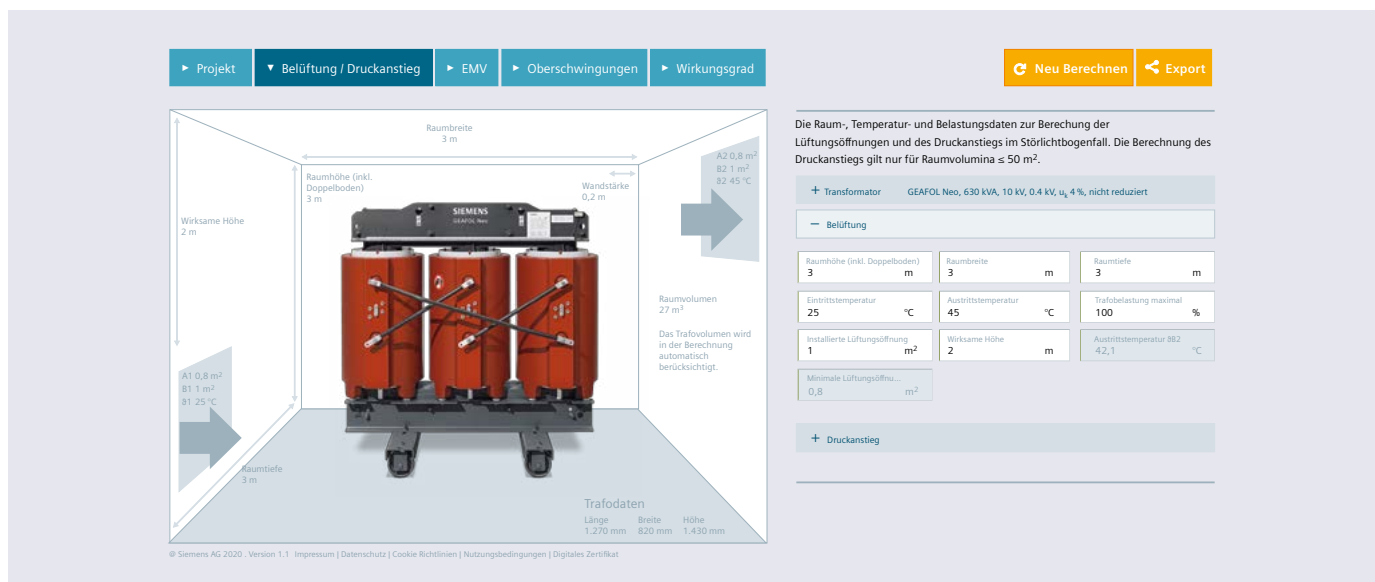 ► Projekt
▼ Belüftung / Druckanstieg
► EMV
► Oberschwingungen
► Wirkungsgrad
Neu Berechnen
Export
Raumbreite
3 m
A2 0,8 m²
B2 1 m²
ϑ2 45 °C
Raumhöhe (inkl.
Doppelboden)
3 m
Wandstärke
0,2 m
Wirksame Höhe
2 m
SIEMENS
GEAFOL Neo
Raumvolumen
27 m³
Das Trafovolumen wird
in der Berechnung
automatisch
berücksichtigt.
A1 0,8 m²
B1 1 m²
ϑ1 25 °C
Raumtiefe
3 m
Trafodaten
Länge Breite Höhe
1.270 mm 820 mm 1.430 mm
@ Siemens AG 2020 . Version 1.1 Impressum | Datenschutz | Cookie Richtlinien | Nutzungsbedingungen | Digitales Zertifikat
Die Raum-, Temperatur- und Belastungsdaten zur Berechung der
Lüftungsöffnungen und des Druckanstiegs im Störlichtbogenfall. Die Berechnung des
Druckanstiegs gilt nur für Raumvolumina ≤ 50 m².
+ Transformator GEAFOL Neo, 630 kVA, 10 kV, 0.4 kV, uk 4 %, nicht reduziert
− Belüftung
Raumhöhe (inkl. Doppelboden)
3 m
Raumbreite
3 m
Raumtiefe
3 m
Eintrittstemperatur
25 °C
Austrittstemperatur
45 °C
Trafobelastung maximal
100 %
Installierte Lüftungsöffnung
1 m²
Wirksame Höhe
2 m
Austrittstemperatur ϑB2
42,1 °C
Minimale Lüftungsöffnu...
0,8 m²
+ Druckanstieg